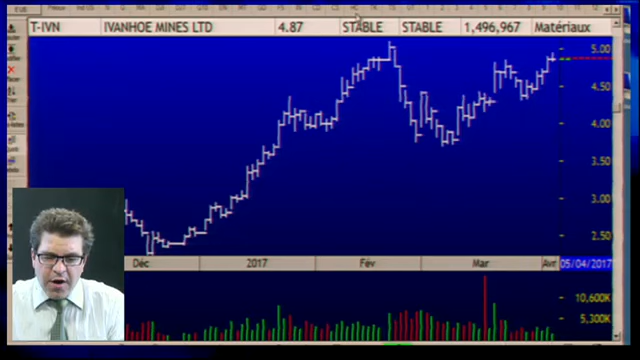 T-IVN IVANHOE MINES LTD 4.87 STABLE STABLE 1,496,967 Matériaux
5.00
4.50
4.00
3.50
3.00
2.50
Déc 2017 Fév Mar Avr 05/04/2017
10,600K
5,300K